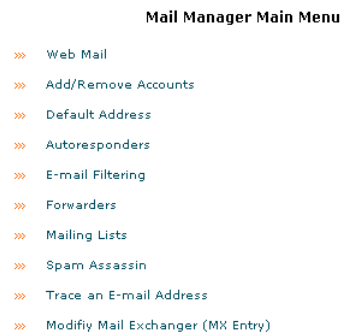 Mail Manager Main Menu
»» Web Mail
»» Add/Remove Accounts
»» Default Address
»» Autoresponders
»» E-mail Filtering
»» Forwarders
»» Mailing Lists
»» Spam Assassin
»» Trace an E-mail Address
»» Modifiy Mail Exchanger (MX Entry)